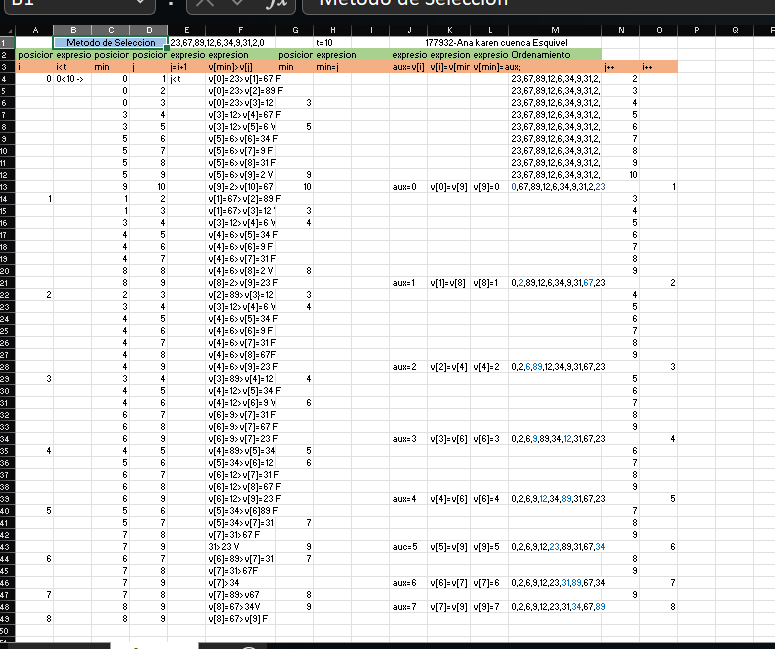 B1 Metodo de Seleccion
A B C D E F G H I J K L M N O P Q R
1 Metodo de Seleccion 23,67,89,12,6,34,9,31,2,0 t=10 177932-Ana karen cuenca Esquivel
2 posicior expresio posicior posicior expresio expresion posicior expresion expresio expresion expresio Ordenamiento
3 i i<t min j j=i+1 v[min]>v[j] min min=j aux=v[i] v[i]=v[mir v[min]=aux; j++ i++
4 0 0<10 -> 0 1 j<t v[0]=23>v[1]=67 F 23,67,89,12,6,34,9,31,2, 2
5 0 2 v[0]=23>v[2]=89 F 23,67,89,12,6,34,9,31,2, 3
6 0 3 v[0]=23>v[3]=12 3 23,67,89,12,6,34,9,31,2, 4
7 3 4 v[3]=12>v[4]=67 F 23,67,89,12,6,34,9,31,2, 5
8 3 5 v[3]=12>v[5]=6 V 5 23,67,89,12,6,34,9,31,2, 6
9 5 6 v[5]=6>v[6]=34 F 23,67,89,12,6,34,9,31,2, 7
10 5 7 v[5]=6>v[7]=9 F 23,67,89,12,6,34,9,31,2, 8
11 5 8 v[5]=6>v[8]=31 F 23,67,89,12,6,34,9,31,2, 9
12 5 9 v[5]=6>v[9]=2 V 9 23,67,89,12,6,34,9,31,2, 10
13 9 10 v[9]=2>v[10]=67 10 aux=0 v[0]=v[9] v[9]=0 0,67,89,12,6,34,9,31,2,23 1
14 1 1 2 v[1]=67>v[2]=89 F 3
15 1 3 v[1]=67>v[3]=12 3 4
16 3 4 v[3]=12>v[4]=6 V 4 5
17 4 5 v[4]=6>v[5]=34 F 6
18 4 6 v[4]=6>v[6]=9 F 7
19 4 7 v[4]=6>v[7]=31 F 8
20 8 8 v[4]=6>v[8]=2 V 8 9
21 8 9 v[8]=2>v[9]=23 F aux=1 v[1]=v[8] v[8]=1 0,2,89,12,6,34,9,31,67,23 2
22 2 2 3 v[2]=89>v[3}=12 3 4
23 3 4 v[3]=12>v[4]=6 V 4 5
24 4 5 v[4]=6>v[5]=34 F 6
25 4 6 v[4]=6>v[6]=9 F 7
26 4 7 v[4]=6>v[7]=31 F 8
27 4 8 v[4]=6>v[8]=67F 9
28 4 9 v[4]=6>v[9]=23 F aux=2 v[2]=v[4] v[4]=2 0,2,6,89,12,34,9,31,67,23 3
29 3 3 4 v[3]=89>v[4]=12 4 5
30 4 5 v[4]=12>v[5]=34 F 6
31 4 6 v[4]=12>v[6]=9 V 6 7
32 6 7 v[6]=9>v[7]=31 F 8
33 6 8 v[6]=9>v[7]=67 F 9
34 6 9 v[6]=9>v[7]=23 F aux=3 v[3]=v[6] v[6]=3 0,2,6,9,89,34,12,31,67,23 4
35 4 4 5 v[4]=89>v[5]=34 5 6
36 5 6 v[5]=34>v[6]=12 6 7
37 6 7 v[6]=12>v[7]=31 F 8
38 6 8 v[6]=12>v[8]=67 F 9
39 6 9 v[6]=12>v[9]=23 F aux=4 v[4]=v[6] v[6]=4 0,2,6,9,12,34,89,31,67,23 5
40 5 5 6 v[5]=34>v[6]89 F 7
41 5 7 v[5]=34>v[7]=31 7 8
42 7 8 v[7]=31>67 F 9
43 7 9 31>23 V 9 auc=5 v[5]=v[9] v[9]=5 0,2,6,9,12,23,89,31,67,34 6
44 6 6 7 v[6]=89>v[7]=31 7 8
45 7 8 v[7]=31>67F 9
46 7 9 v[7]>34 aux=6 v[6]=v[7] v[7]=6 0,2,6,9,12,23,31,89,67,34 7
47 7 7 8 v[7]=89>v67 8 9
48 8 9 v[8]=67>34V 9 aux=7 v[7]=v[9] v[9]=7 0,2,6,9,12,23,31,34,67,89 8
49 8 8 9 v[8]=67>v[9] F
50